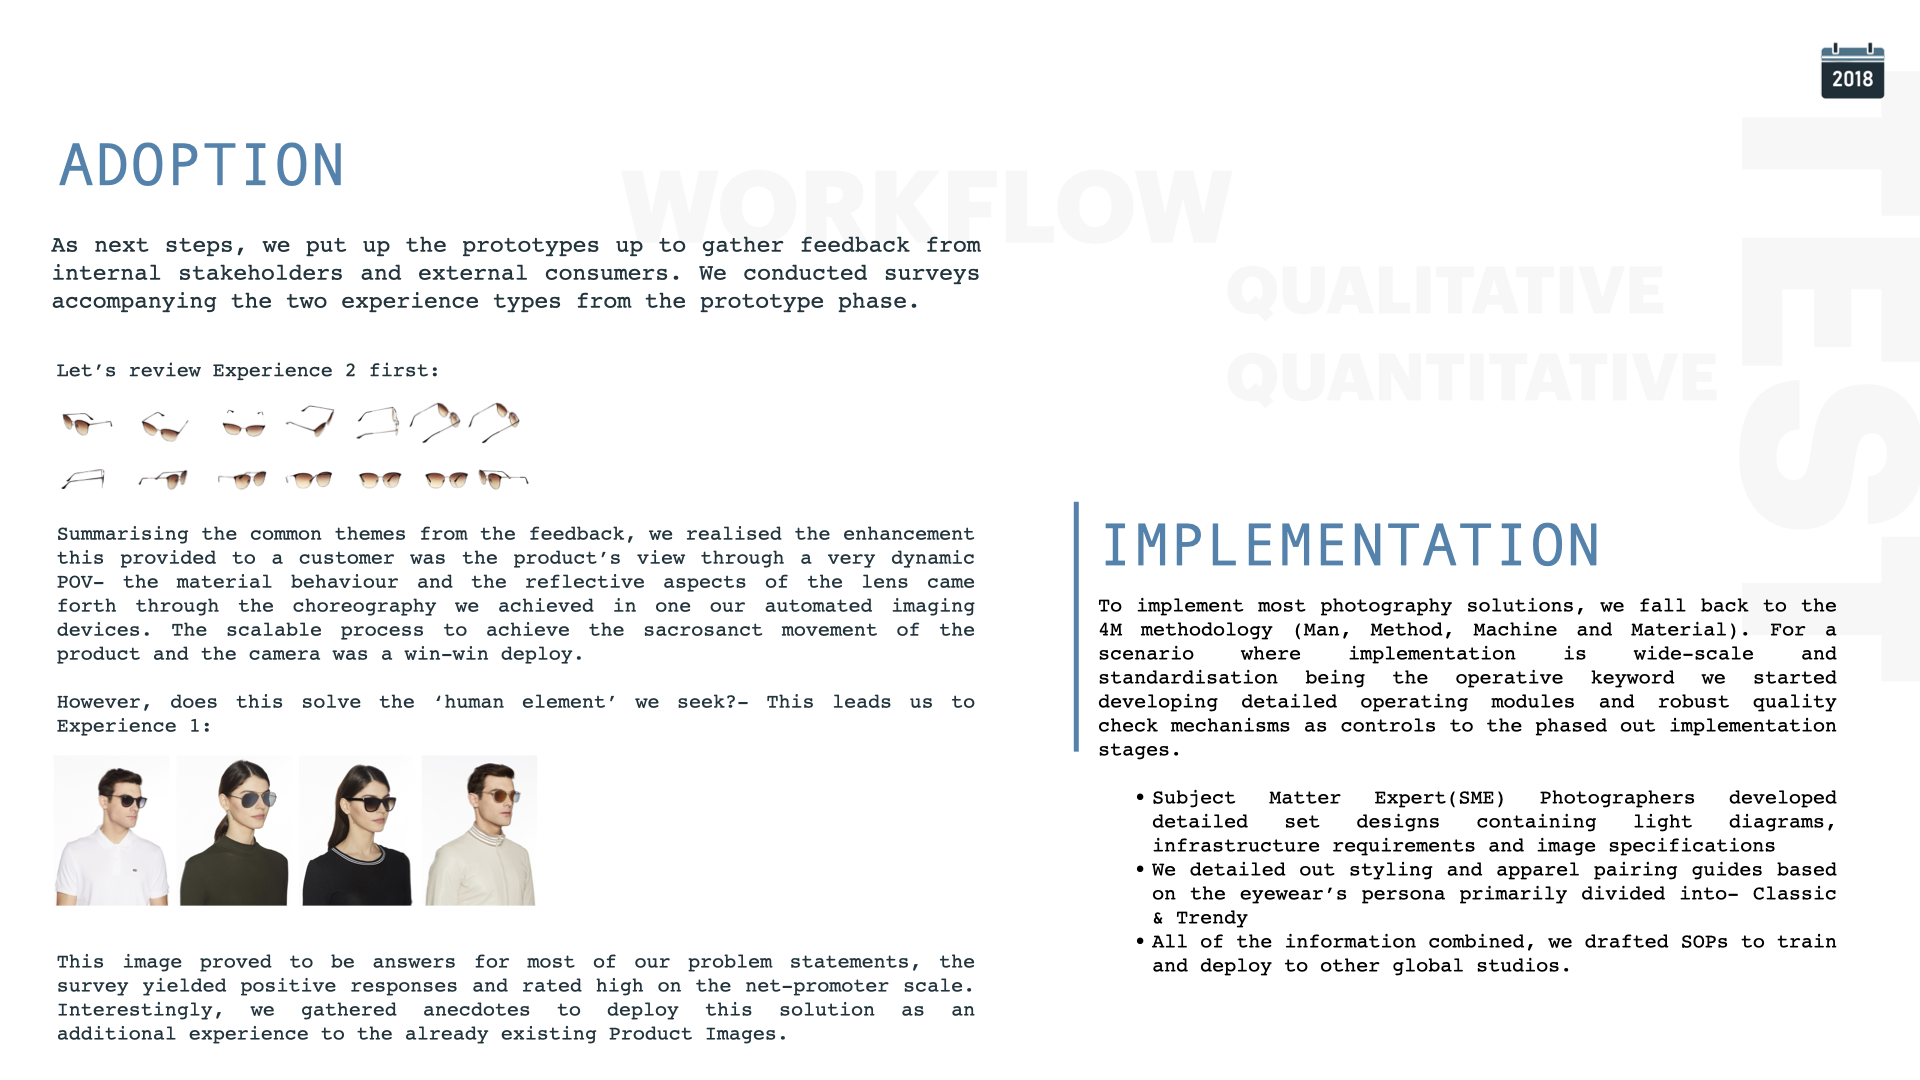 2018
ADOPTION
WORKFLOW
As next steps, we put up the prototypes up to gather feedback from
internal stakeholders and external consumers. We conducted surveys
accompanying the two experience types from the prototype phase.
QUALITATIVE
QUANTITATIVE
TEST
Let’s review Experience 2 first:
Summarising the common themes from the feedback, we realised the enhancement
this provided to a customer was the product’s view through a very dynamic
POV– the material behaviour and the reflective aspects of the lens came
forth through the choreography we achieved in one our automated imaging
devices. The scalable process to achieve the sacrosanct movement of the
product and the camera was a win–win deploy.
However, does this solve the ‘human element’ we seek?– This leads us to
Experience 1:
This image proved to be answers for most of our problem statements, the
survey yielded positive responses and rated high on the net–promoter scale.
Interestingly, we gathered anecdotes to deploy this solution as an
additional experience to the already existing Product Images.
IMPLEMENTATION
To implement most photography solutions, we fall back to the
4M methodology (Man, Method, Machine and Material). For a
scenario where implementation is wide–scale and
standardisation being the operative keyword we started
developing detailed operating modules and robust quality
check mechanisms as controls to the phased out implementation
stages.
• Subject Matter Expert(SME) Photographers developed
detailed set designs containing light diagrams,
infrastructure requirements and image specifications
• We detailed out styling and apparel pairing guides based
on the eyewear’s persona primarily divided into– Classic
& Trendy
• All of the information combined, we drafted SOPs to train
and deploy to other global studios.